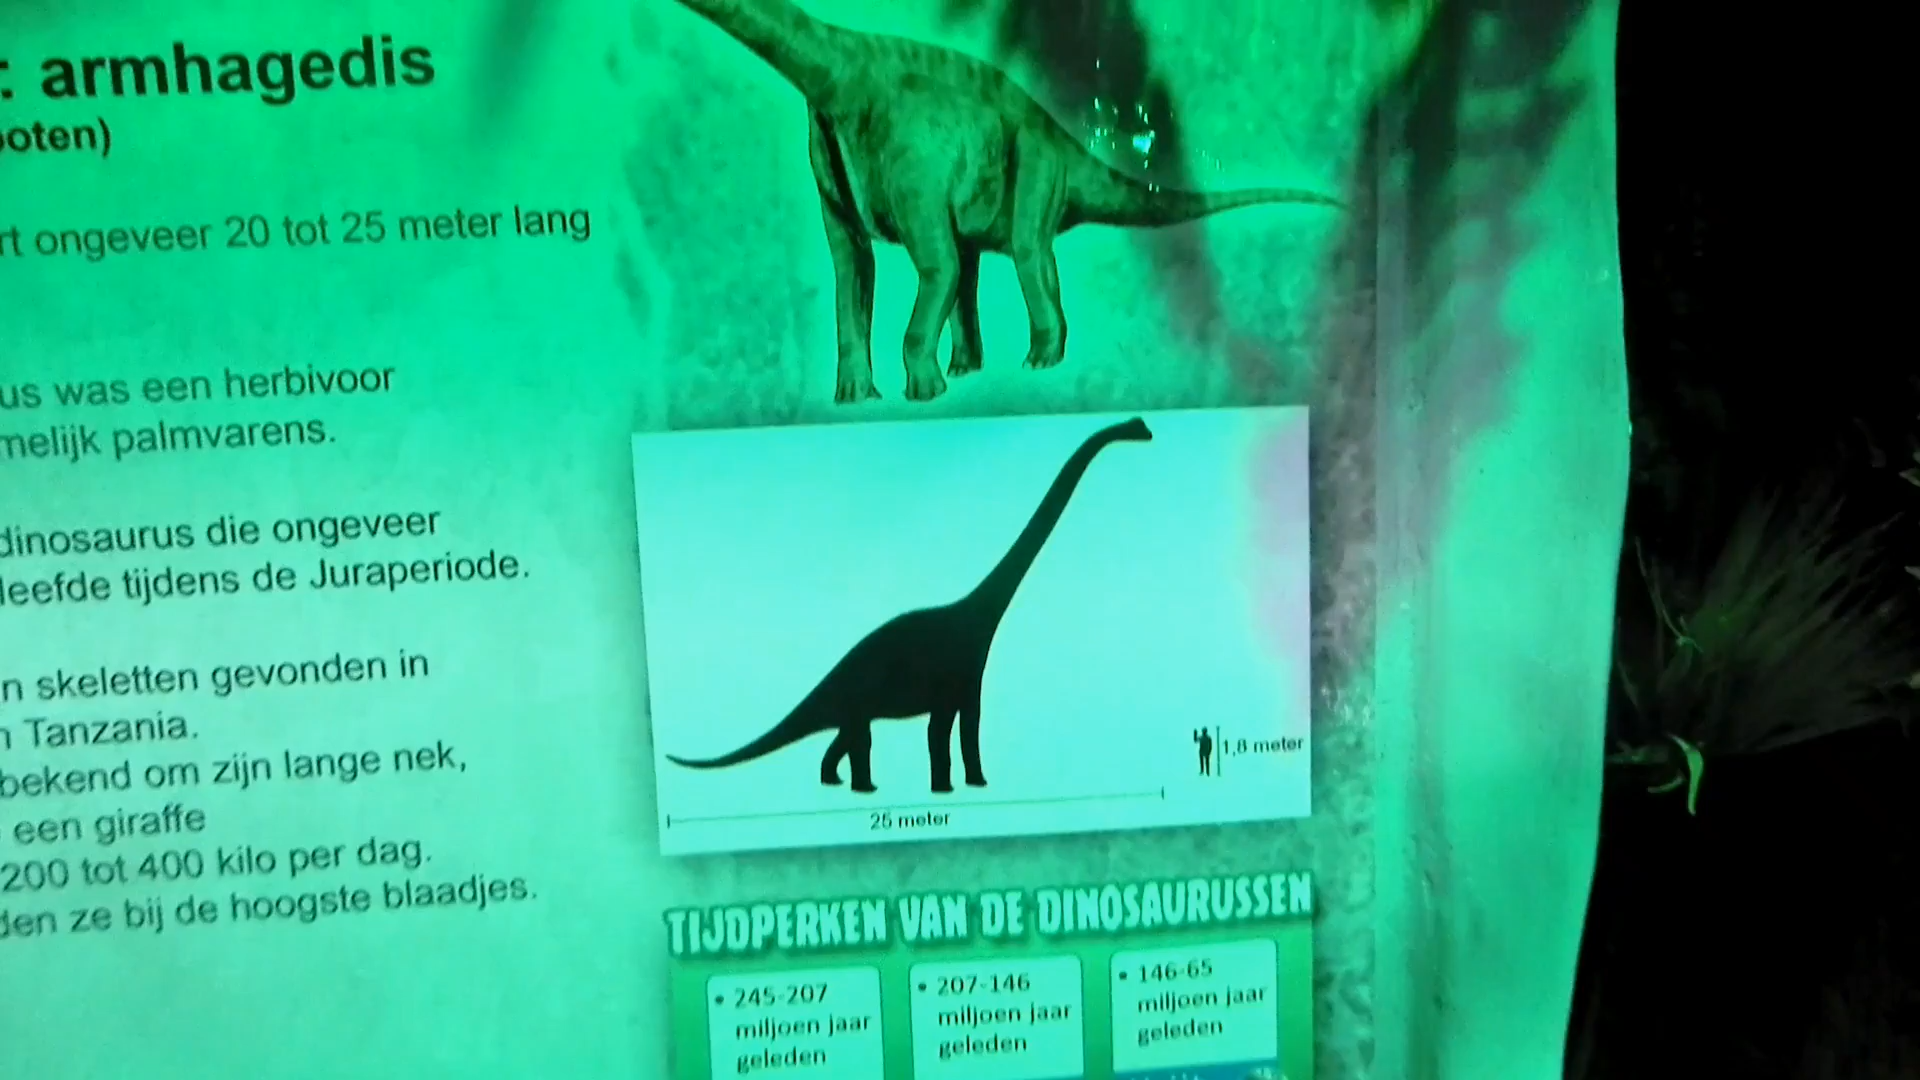 : armhagedis
oten)
rt ongeveer 20 tot 25 meter lang
us was een herbivoor
melijk palmvarens.
dinosaurus die ongeveer
leefde tijdens de Juraperiode.
n skeletten gevonden in
n Tanzania.
bekend om zijn lange nek,
een giraffe
200 tot 400 kilo per dag.
den ze bij de hoogste blaadjes.
1,8 meter
25 meter
TIJDPERKEN VAN DE DINOSAURUSSEN
• 245-207
miljoen jaar
geleden
• 207-146
miljoen jaar
geleden
• 146-65
miljoen jaar
geleden